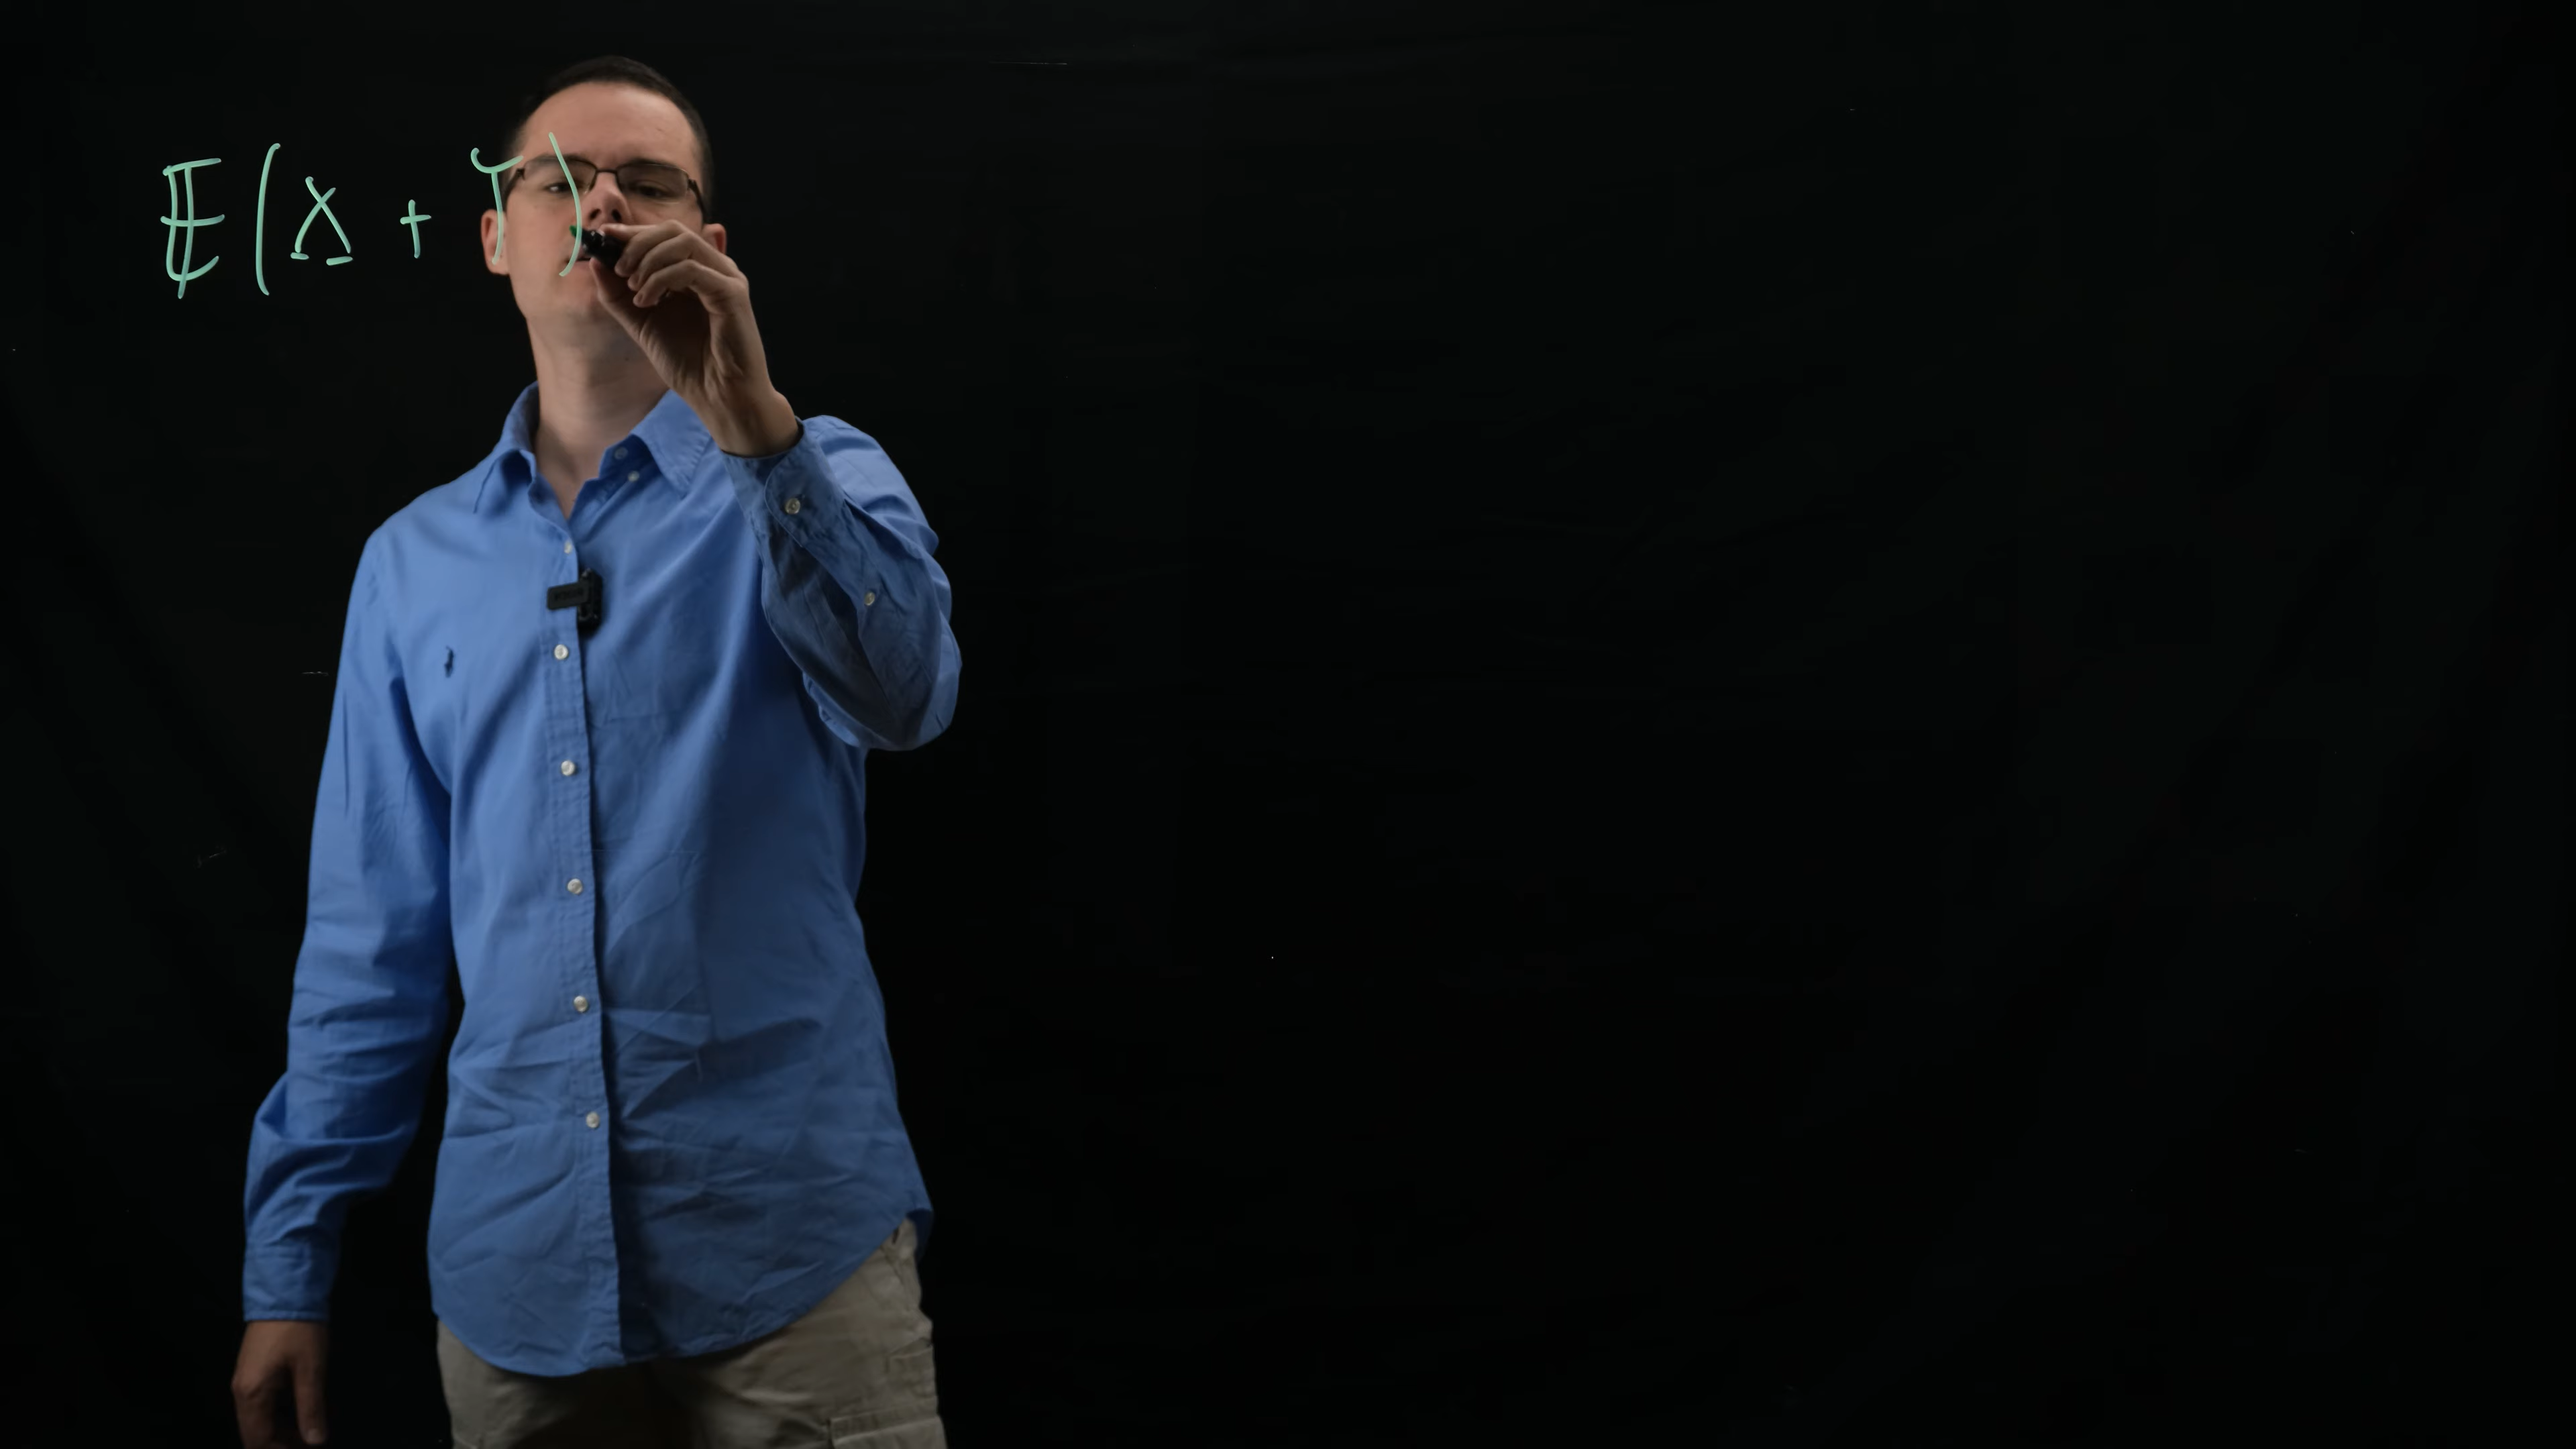 𝔼(X + Y)